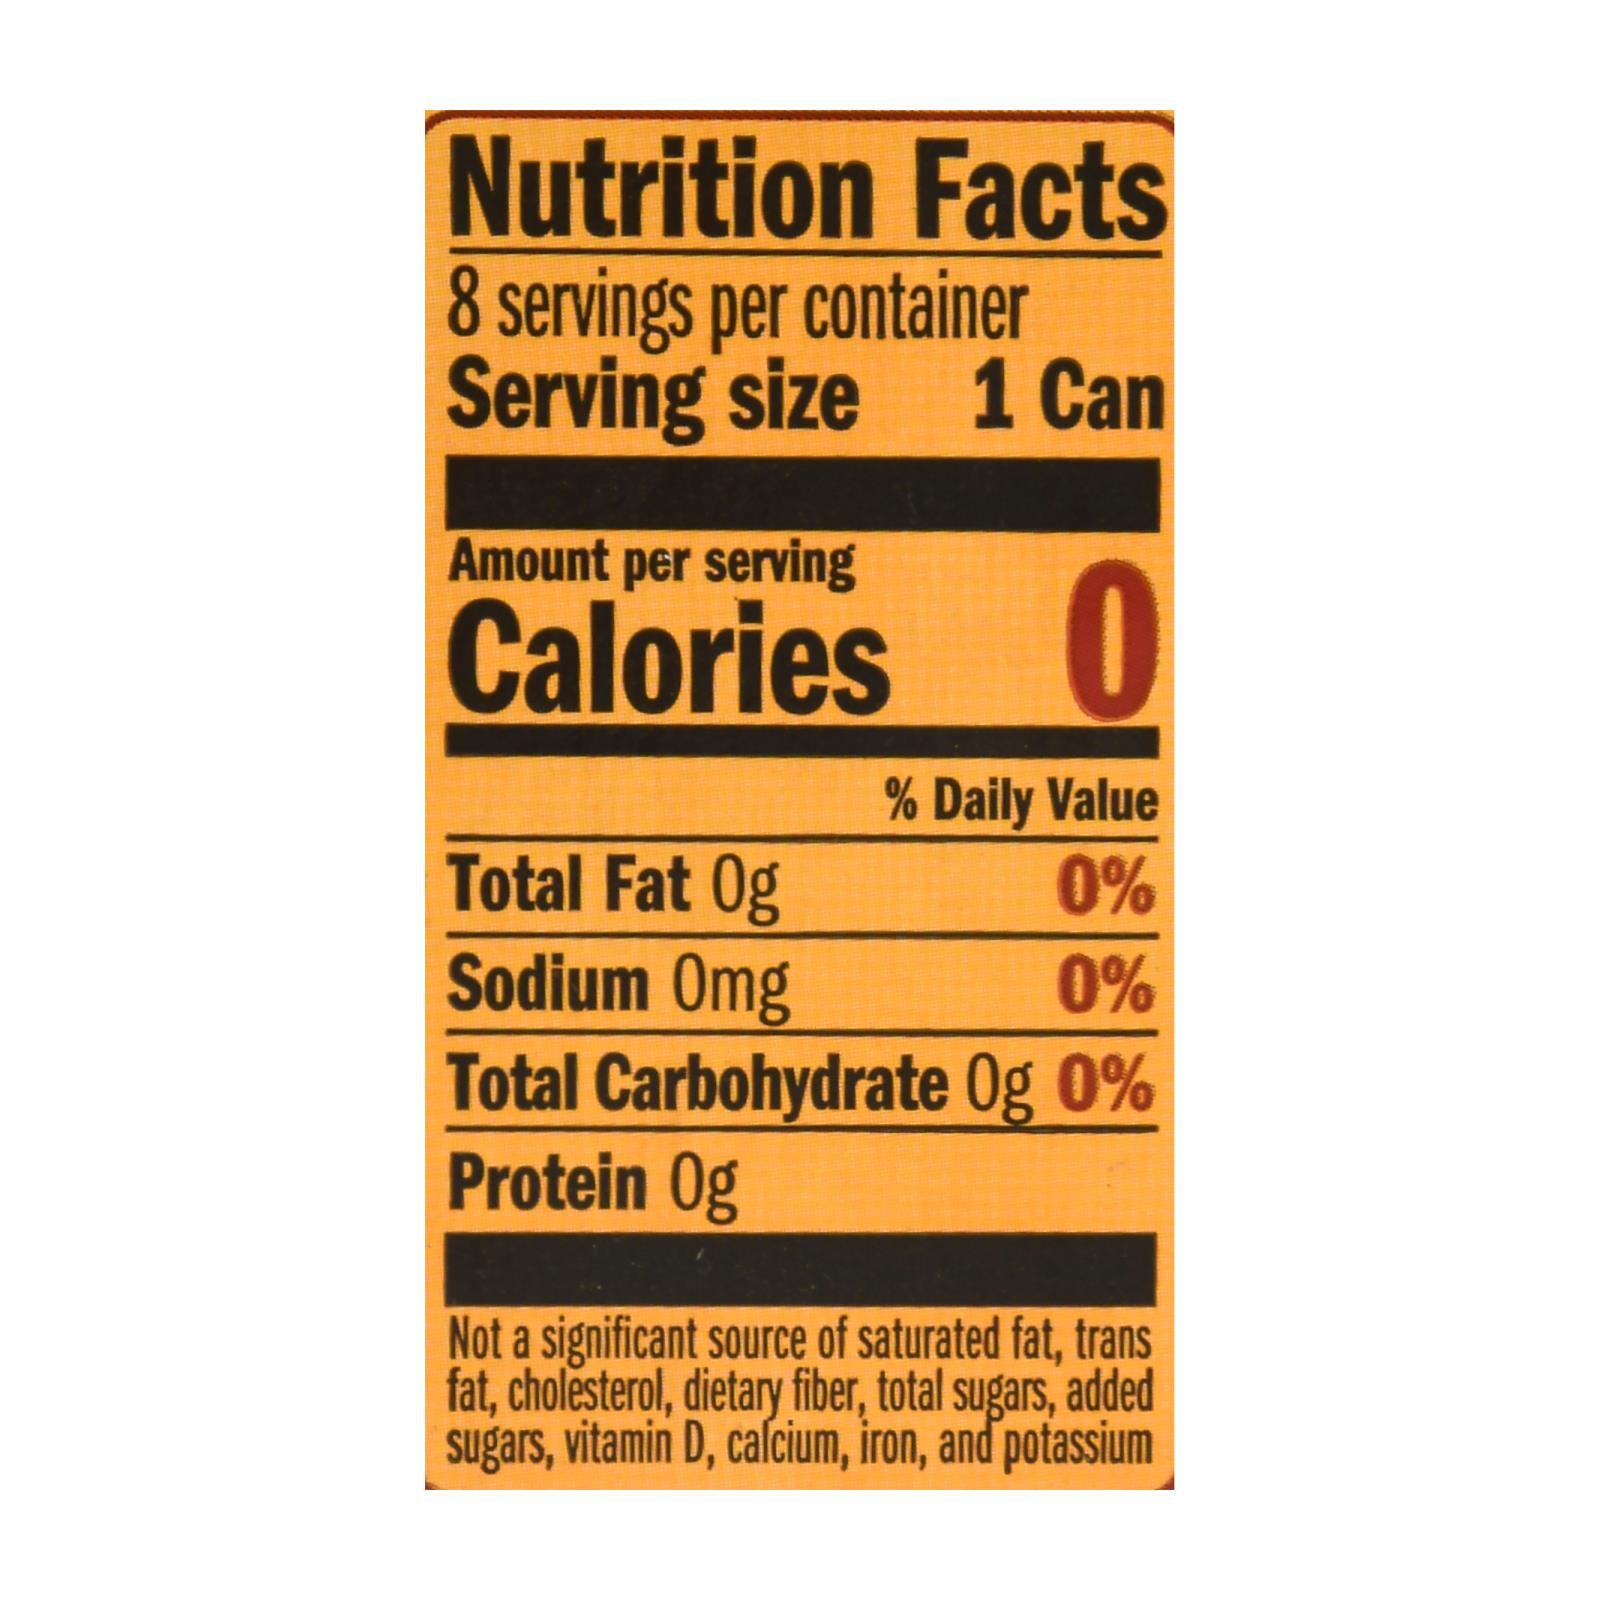 Nutrition Facts
8 servings per container
Serving size 1 Can
Amount per serving
Calories 0
% Daily Value
Total Fat 0g 0%
Sodium 0mg 0%
Total Carbohydrate 0g 0%
Protein 0g
Not a significant source of saturated fat, trans
fat, cholesterol, dietary fiber, total sugars, added
sugars, vitamin D, calcium, iron, and potassium